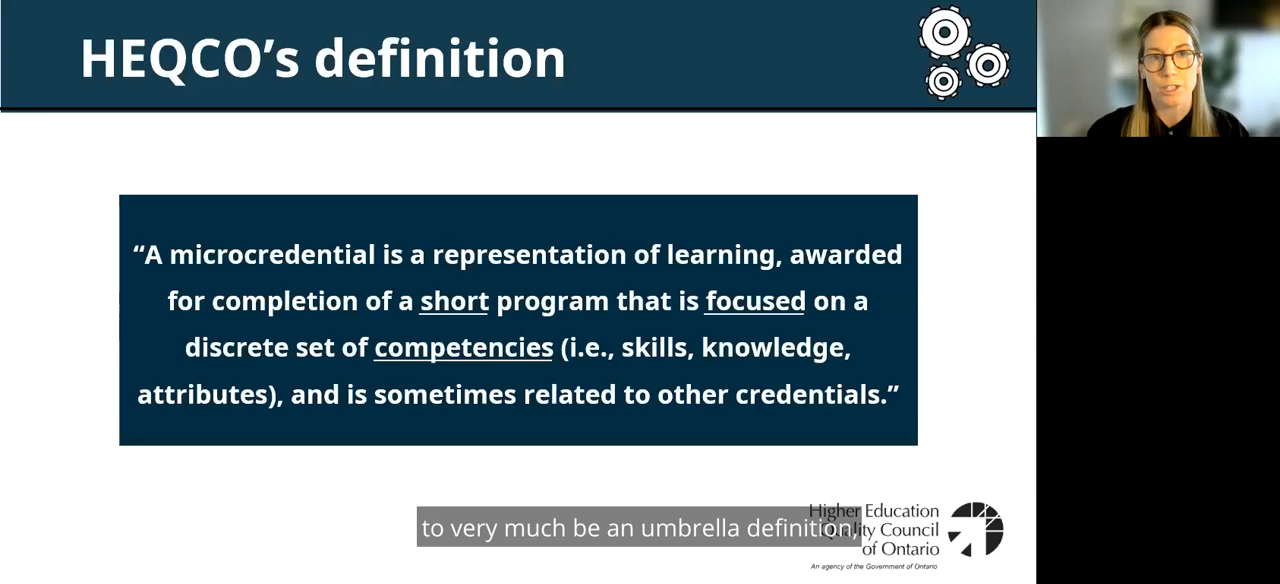 HEQCO’s definition
“A microcredential is a representation of learning, awarded
for completion of a short program that is focused on a
discrete set of competencies (i.e., skills, knowledge,
attributes), and is sometimes related to other credentials.”
to very much be an umbrella definition,
Higher Education
Quality Council
of Ontario
An agency of the Government of Ontario